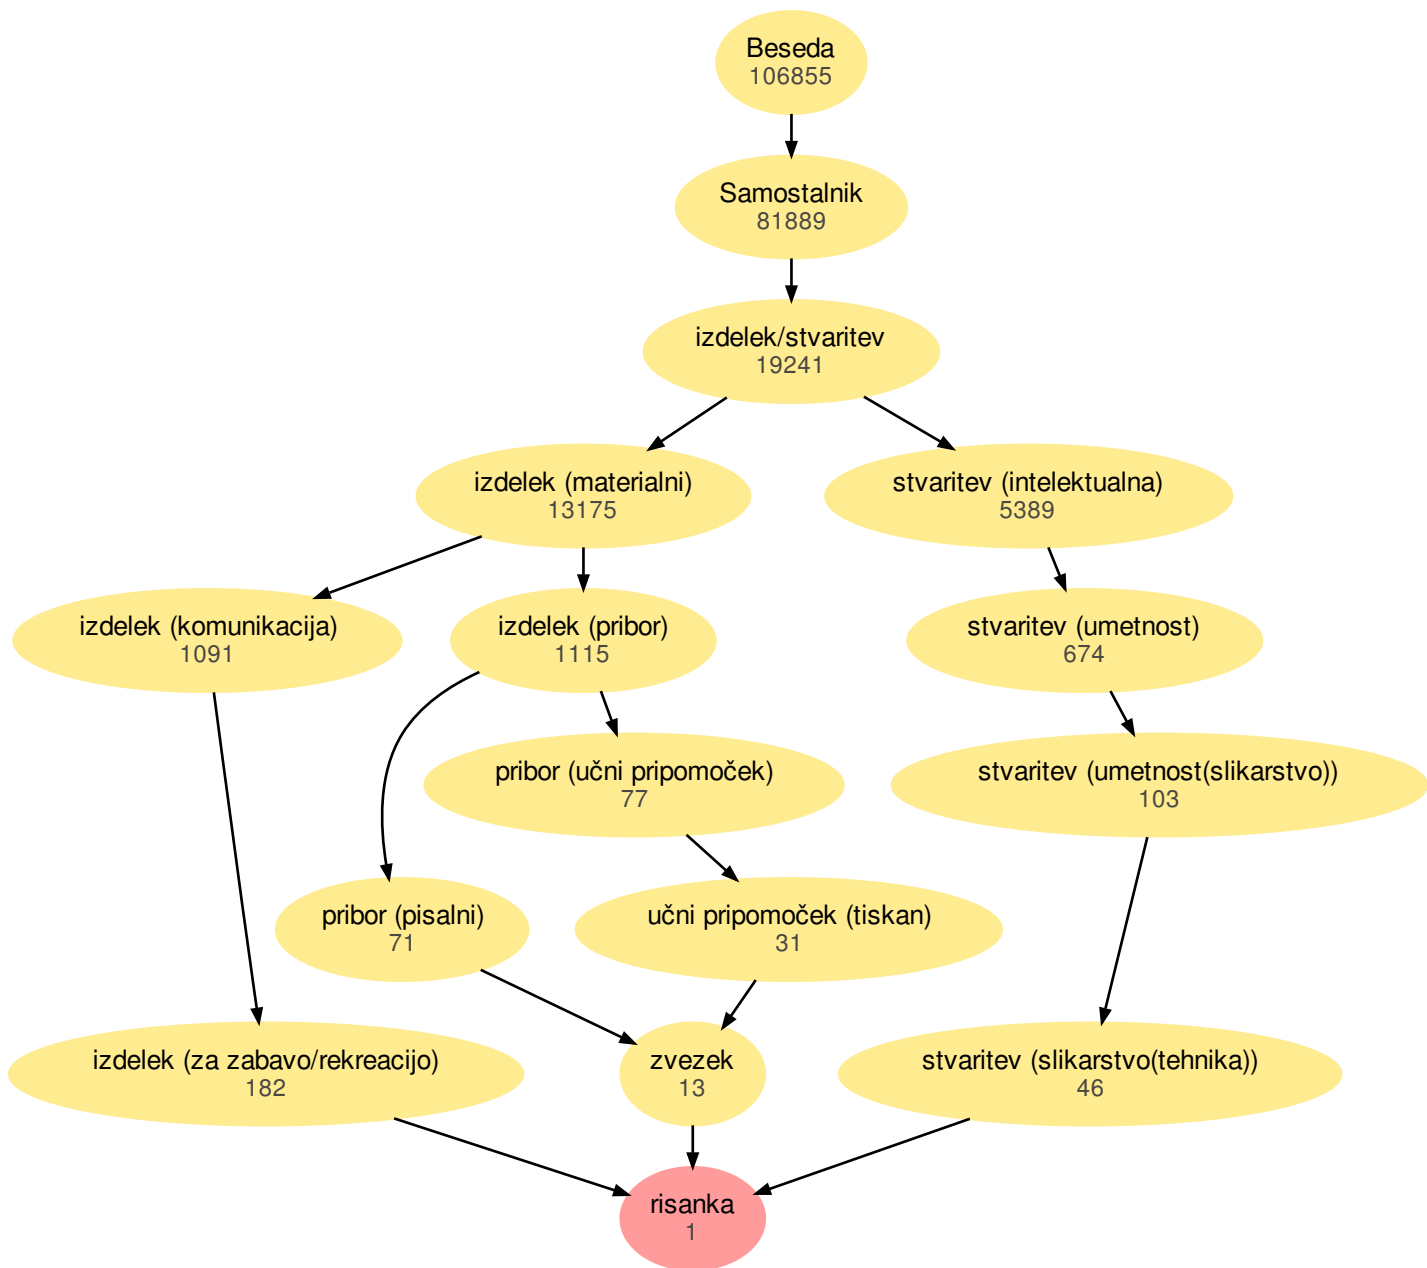 Beseda
106855
Samostalnik
81889
izdelek/stvaritev
19241
izdelek (materialni)
13175
stvaritev (intelektualna)
5389
izdelek (komunikacija)
1091
izdelek (pribor)
1115
stvaritev (umetnost)
674
pribor (učni pripomoček)
77
stvaritev (umetnost(slikarstvo))
103
pribor (pisalni)
71
učni pripomoček (tiskan)
31
izdelek (za zabavo/rekreacijo)
182
zvezek
13
stvaritev (slikarstvo(tehnika))
46
risanka
1